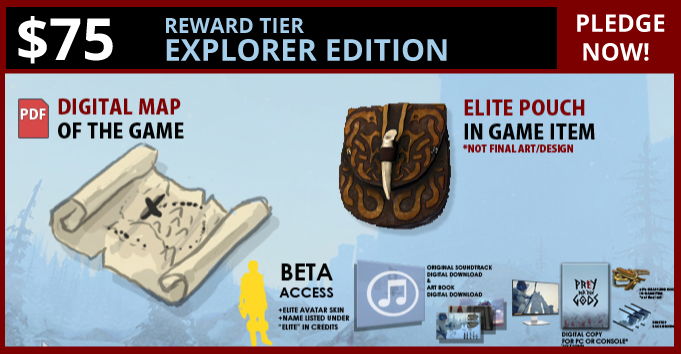 $75
REWARD TIER
EXPLORER EDITION
PLEDGE
NOW!
PDF
DIGITAL MAP
OF THE GAME
ELITE POUCH
IN GAME ITEM
*NOT FINAL ART/DESIGN
BETA
ACCESS
+ELITE AVATAR SKIN
+NAME LISTED UNDER
"ELITE" IN CREDITS
ORIGINAL SOUNDTRACK
DIGITAL DOWNLOAD
&
ART BOOK
DIGITAL DOWNLOAD
PREY
FOR THE
GODS
DIGITAL COPY
FOR PC OR CONSOLE*